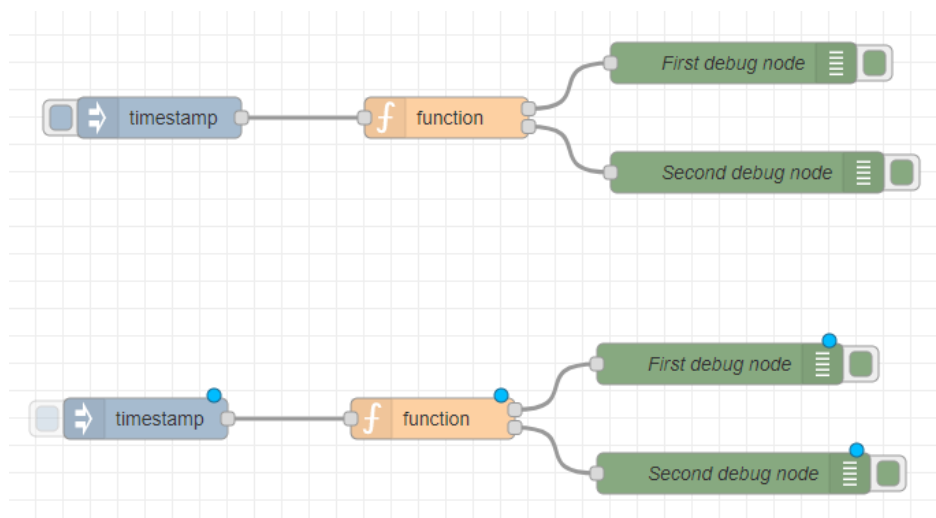 First debug node
timestamp
function
Second debug node
First debug node
timestamp
function
Second debug node